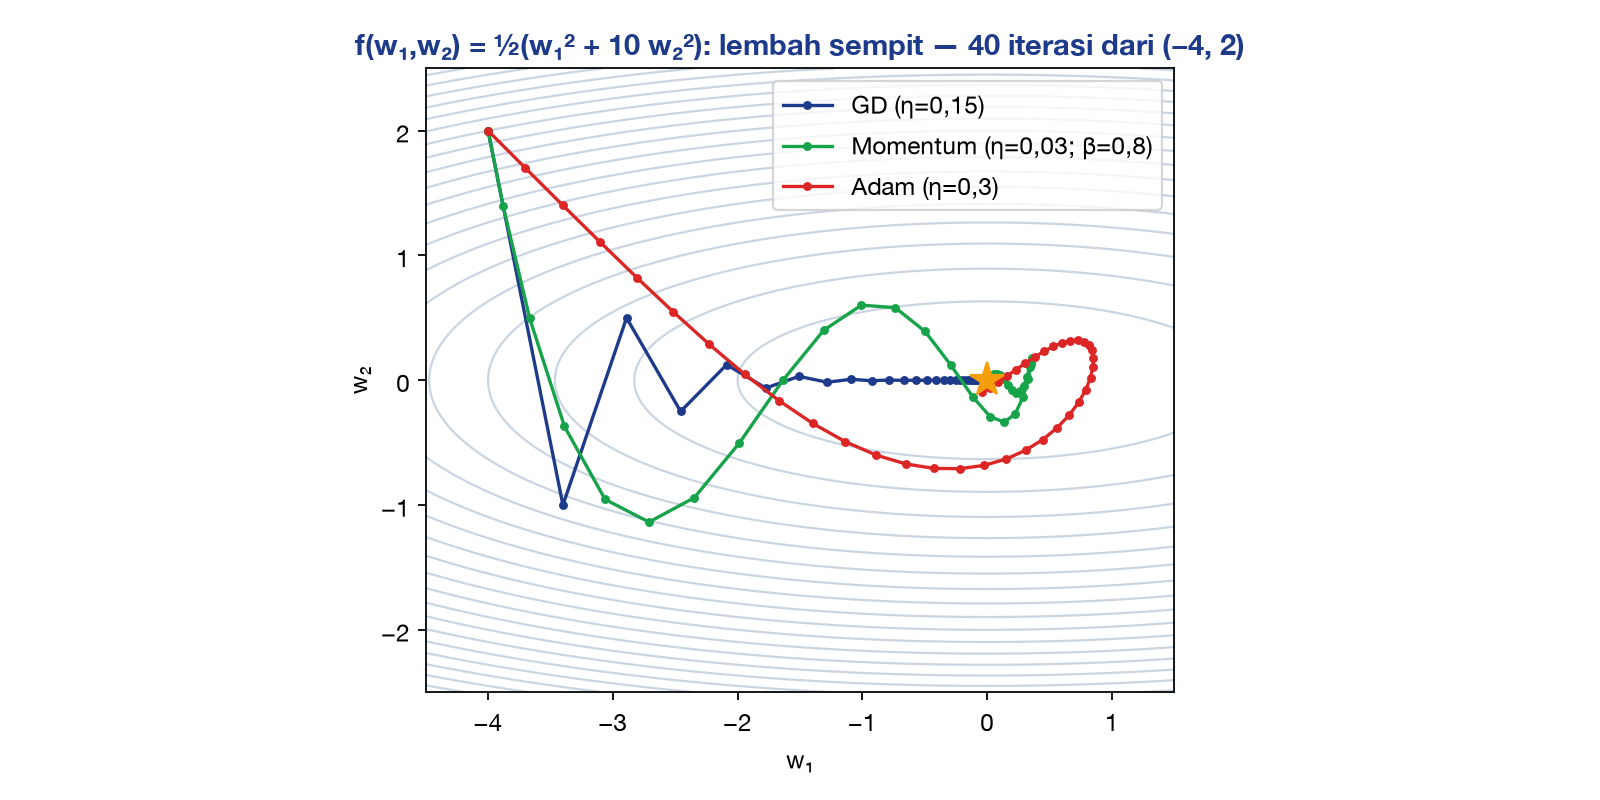 f(w₁,w₂) = ½(w₁² + 10 w₂²): lembah sempit — 40 iterasi dari (−4, 2)
GD (η=0,15)
Momentum (η=0,03; β=0,8)
Adam (η=0,3)
2
1
0
−1
−2
w₂
−4
−3
−2
−1
0
1
w₁